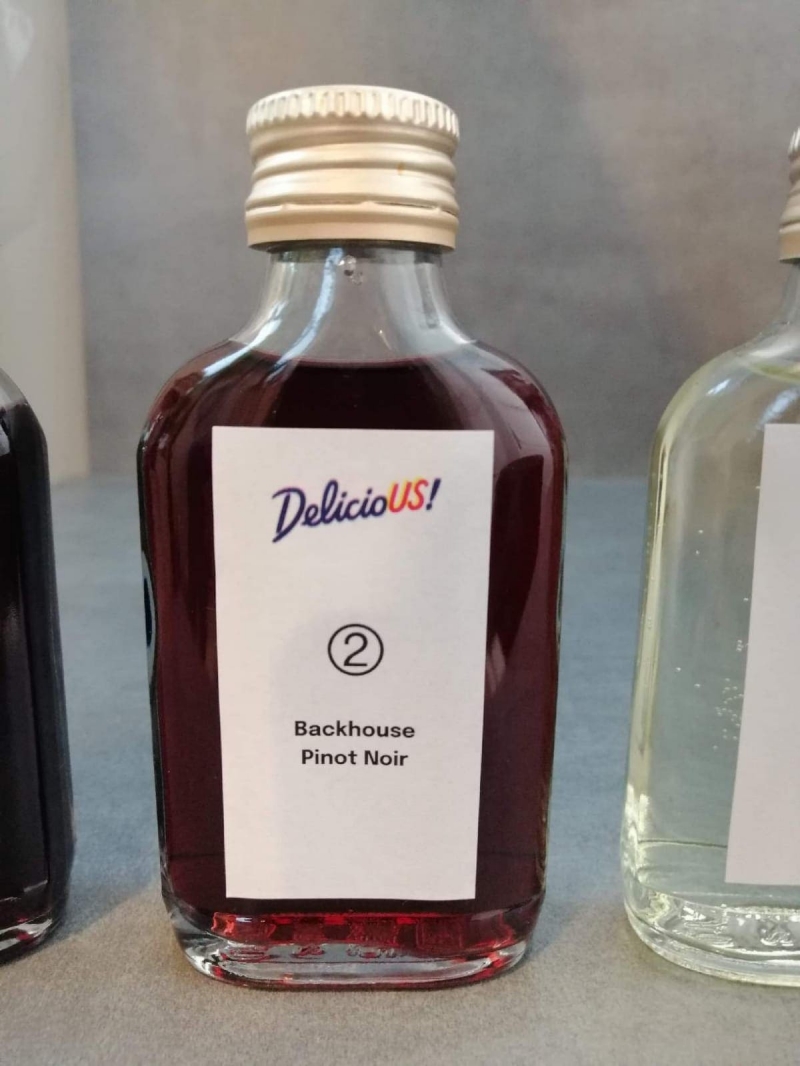 DelicioUS!
②
Backhouse
Pinot Noir